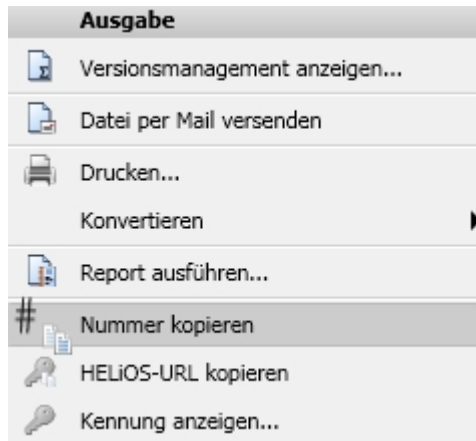 Ausgabe
Versionsmanagement anzeigen...
Datei per Mail versenden
Drucken...
Konvertieren
Report ausführen...
# Nummer kopieren
HELiOS-URL kopieren
Kennung anzeigen...